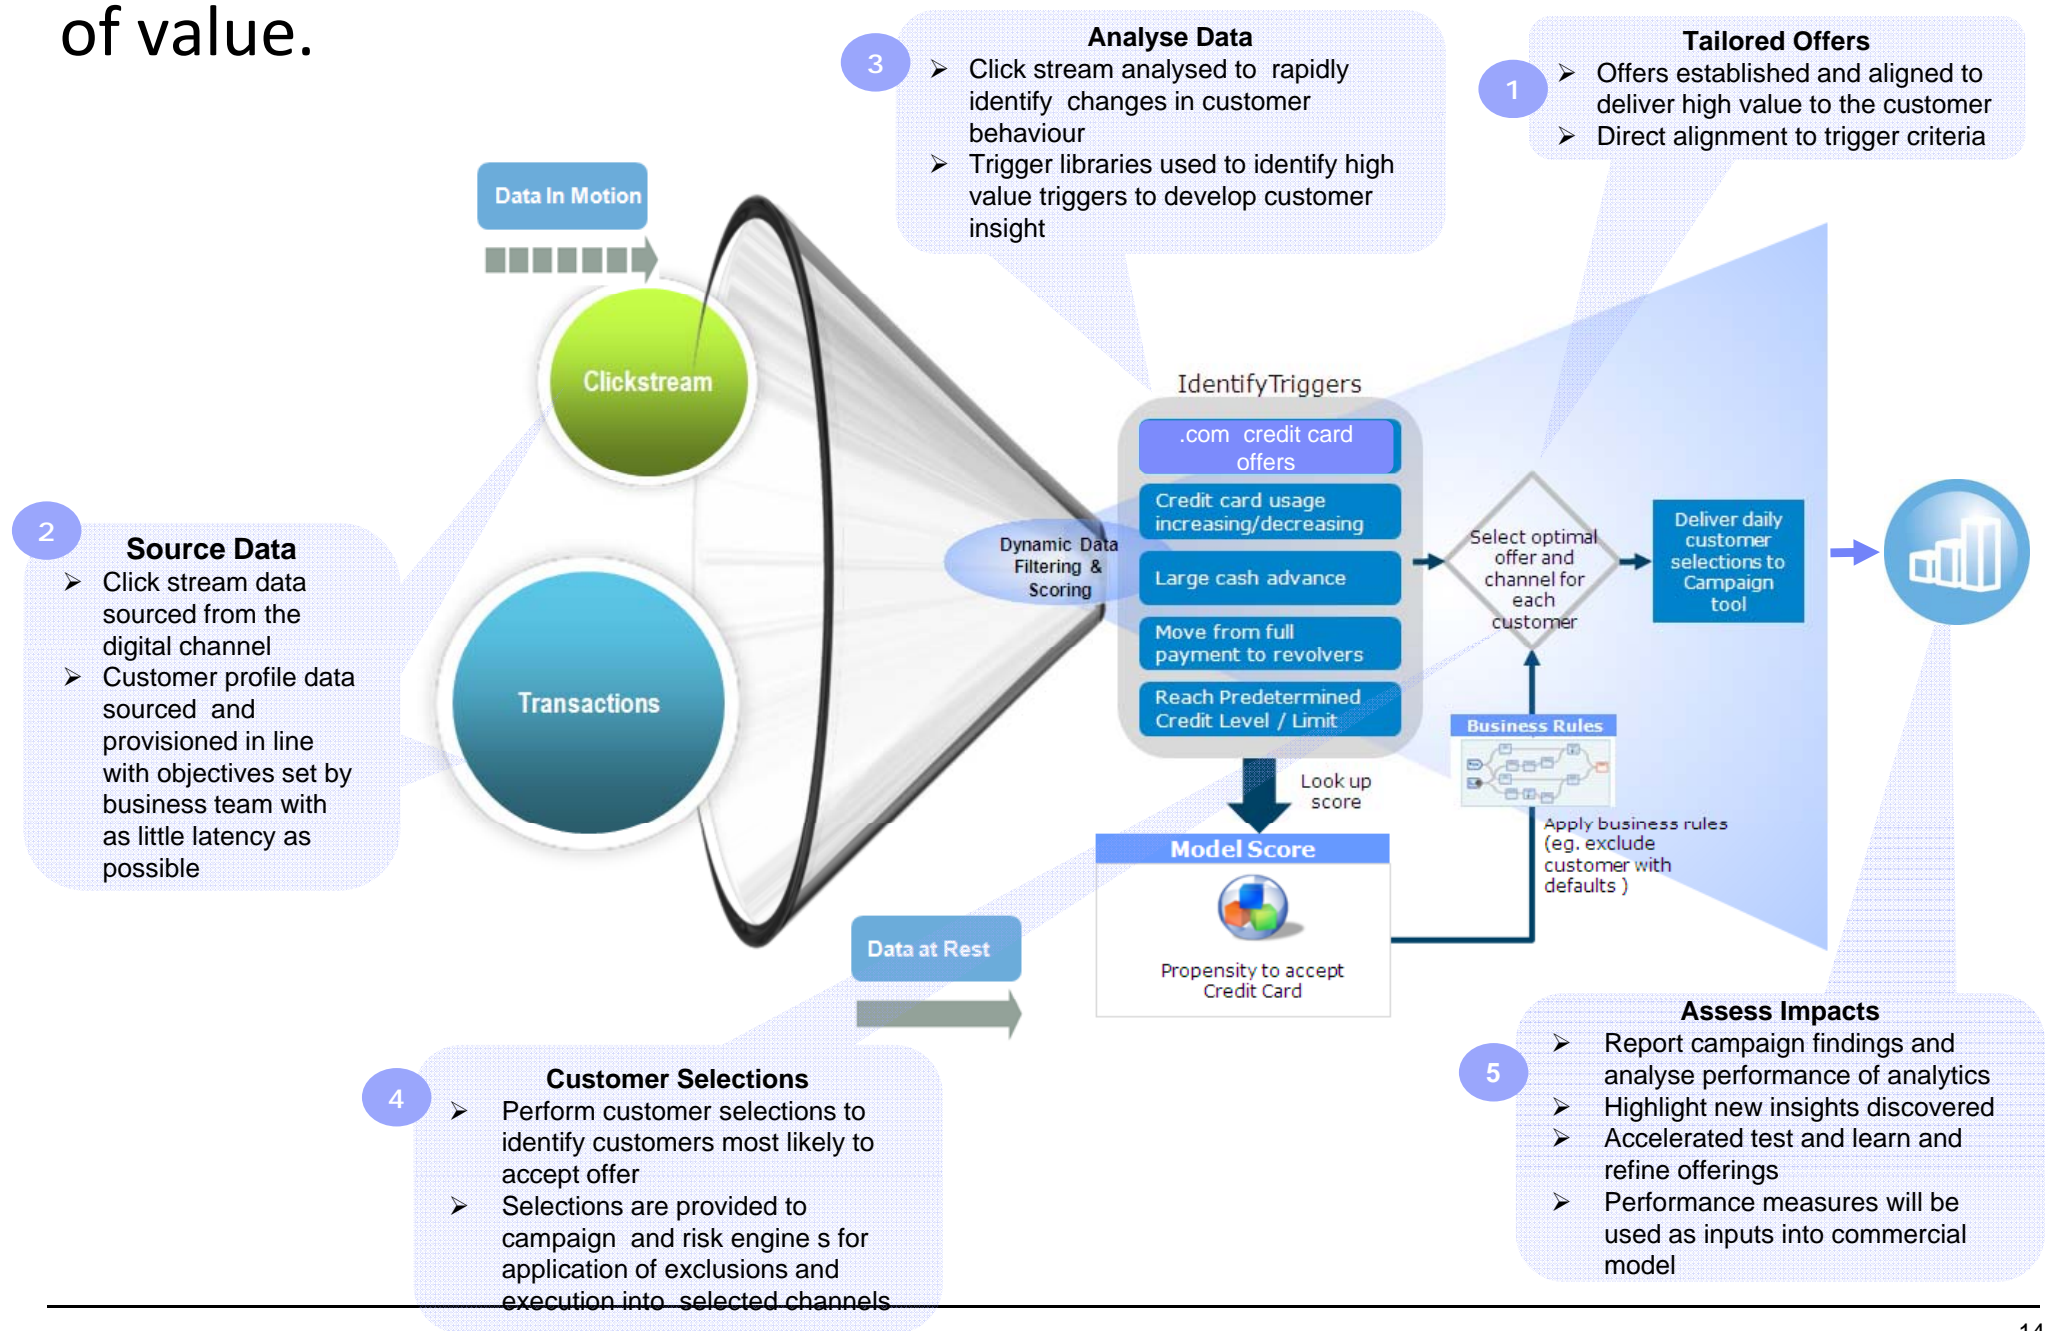 of value.
3
Analyse Data
➢ Click stream analysed to rapidly
identify changes in customer
behaviour
➢ Trigger libraries used to identify high
value triggers to develop customer
insight
1
Tailored Offers
➢ Offers established and aligned to
deliver high value to the customer
➢ Direct alignment to trigger criteria
Data In Motion
Clickstream
Transactions
2
Source Data
➢ Click stream data
sourced from the
digital channel
➢ Customer profile data
sourced and
provisioned in line
with objectives set by
business team with
as little latency as
possible
Dynamic Data
Filtering &
Scoring
IdentifyTriggers
.com credit card
offers
Credit card usage
increasing/decreasing
Large cash advance
Move from full
payment to revolvers
Reach Predetermined
Credit Level / Limit
Select optimal
offer and
channel for
each
customer
Deliver daily
customer
selections to
Campaign
tool
Business Rules
Apply business rules
(eg. exclude
customer with
defaults )
Look up
score
Model Score
Propensity to accept
Credit Card
Data at Rest
4
Customer Selections
➢ Perform customer selections to
identify customers most likely to
accept offer
➢ Selections are provided to
campaign and risk engine s for
application of exclusions and
execution into selected channels
5
Assess Impacts
➢ Report campaign findings and
analyse performance of analytics
➢ Highlight new insights discovered
➢ Accelerated test and learn and
refine offerings
➢ Performance measures will be
used as inputs into commercial
model
14